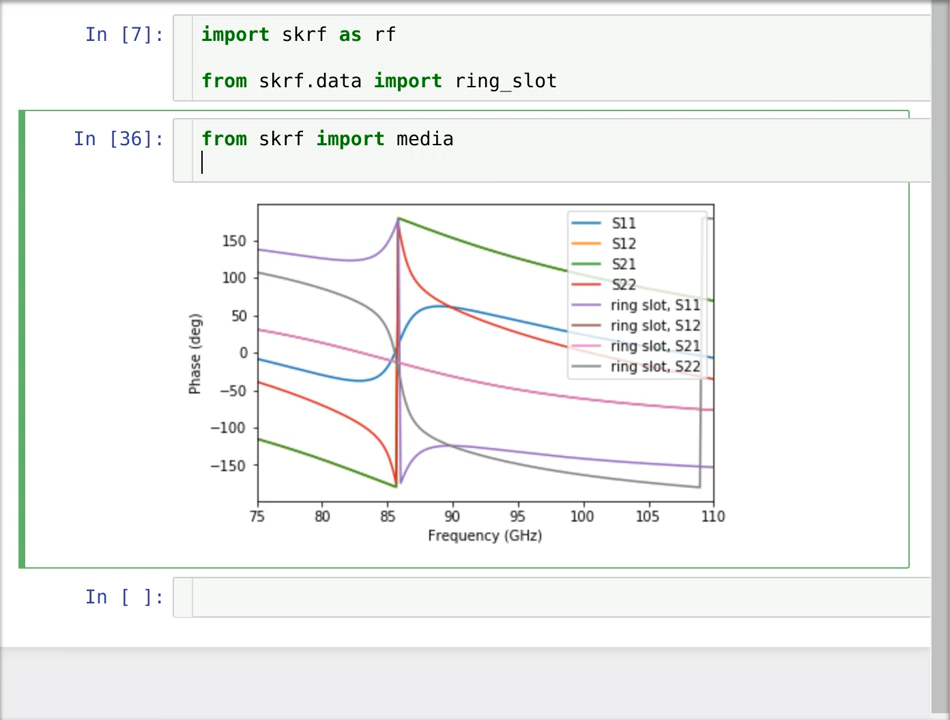 In [7]:
import skrf as rf
from skrf.data import ring_slot
In [36]:
from skrf import media
150
100
50
0
−50
−100
−150
Phase (deg)
S11
S12
S21
S22
ring slot, S11
ring slot, S12
ring slot, S21
ring slot, S22
75 80 85 90 95 100 105 110
Frequency (GHz)
In [ ]: